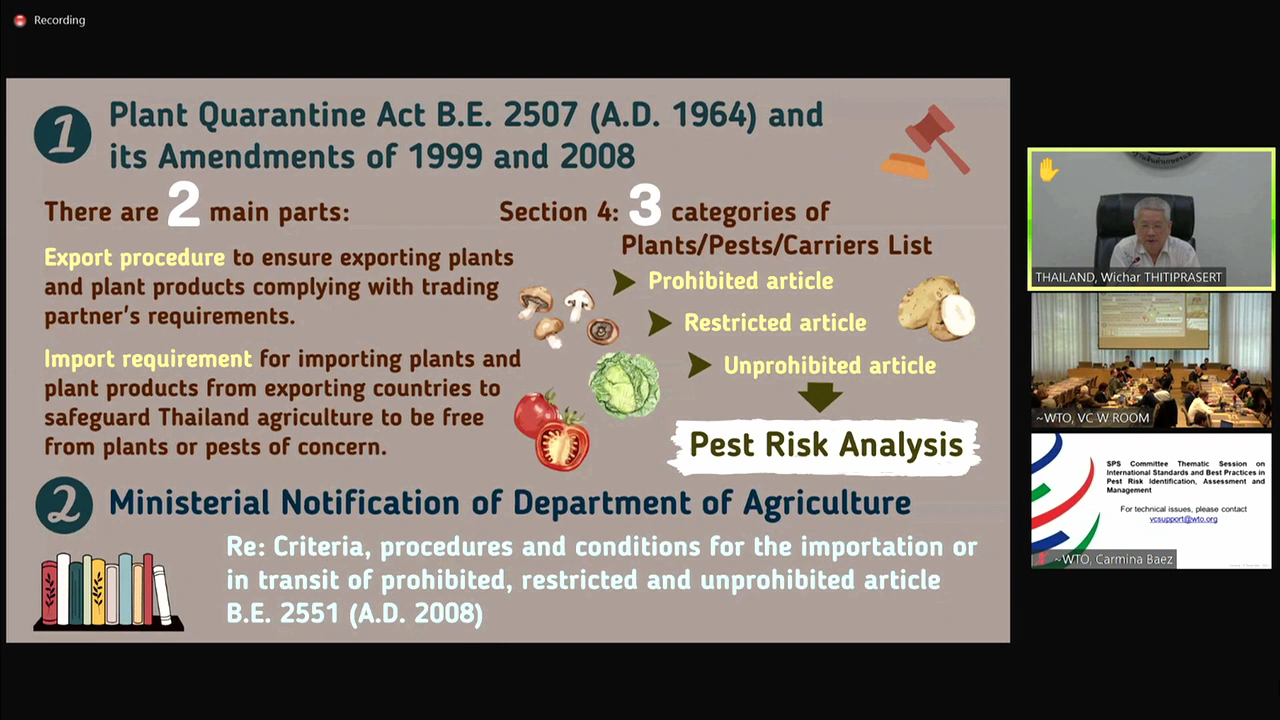 Recording
1
Plant Quarantine Act B.E. 2507 (A.D. 1964) and
its Amendments of 1999 and 2008
There are 2 main parts:
Export procedure to ensure exporting plants
and plant products complying with trading
partner's requirements.
Import requirement for importing plants and
plant products from exporting countries to
safeguard Thailand agriculture to be free
from plants or pests of concern.
Section 4: 3 categories of
Plants/Pests/Carriers List
Prohibited article
Restricted article
Unprohibited article
Pest Risk Analysis
2
Ministerial Notification of Department of Agriculture
Re: Criteria, procedures and conditions for the importation or
in transit of prohibited, restricted and unprohibited article
B.E. 2551 (A.D. 2008)
THAILAND, Wichar THITIPRASERT
~WTO, VC W ROOM
SPS Committee Thematic Session on
International Standards and Best Practices in
Pest Risk Identification, Assessment and
Management
For technical issues, please contact
vcsupport@wto.org
~WTO, Carmina Baez